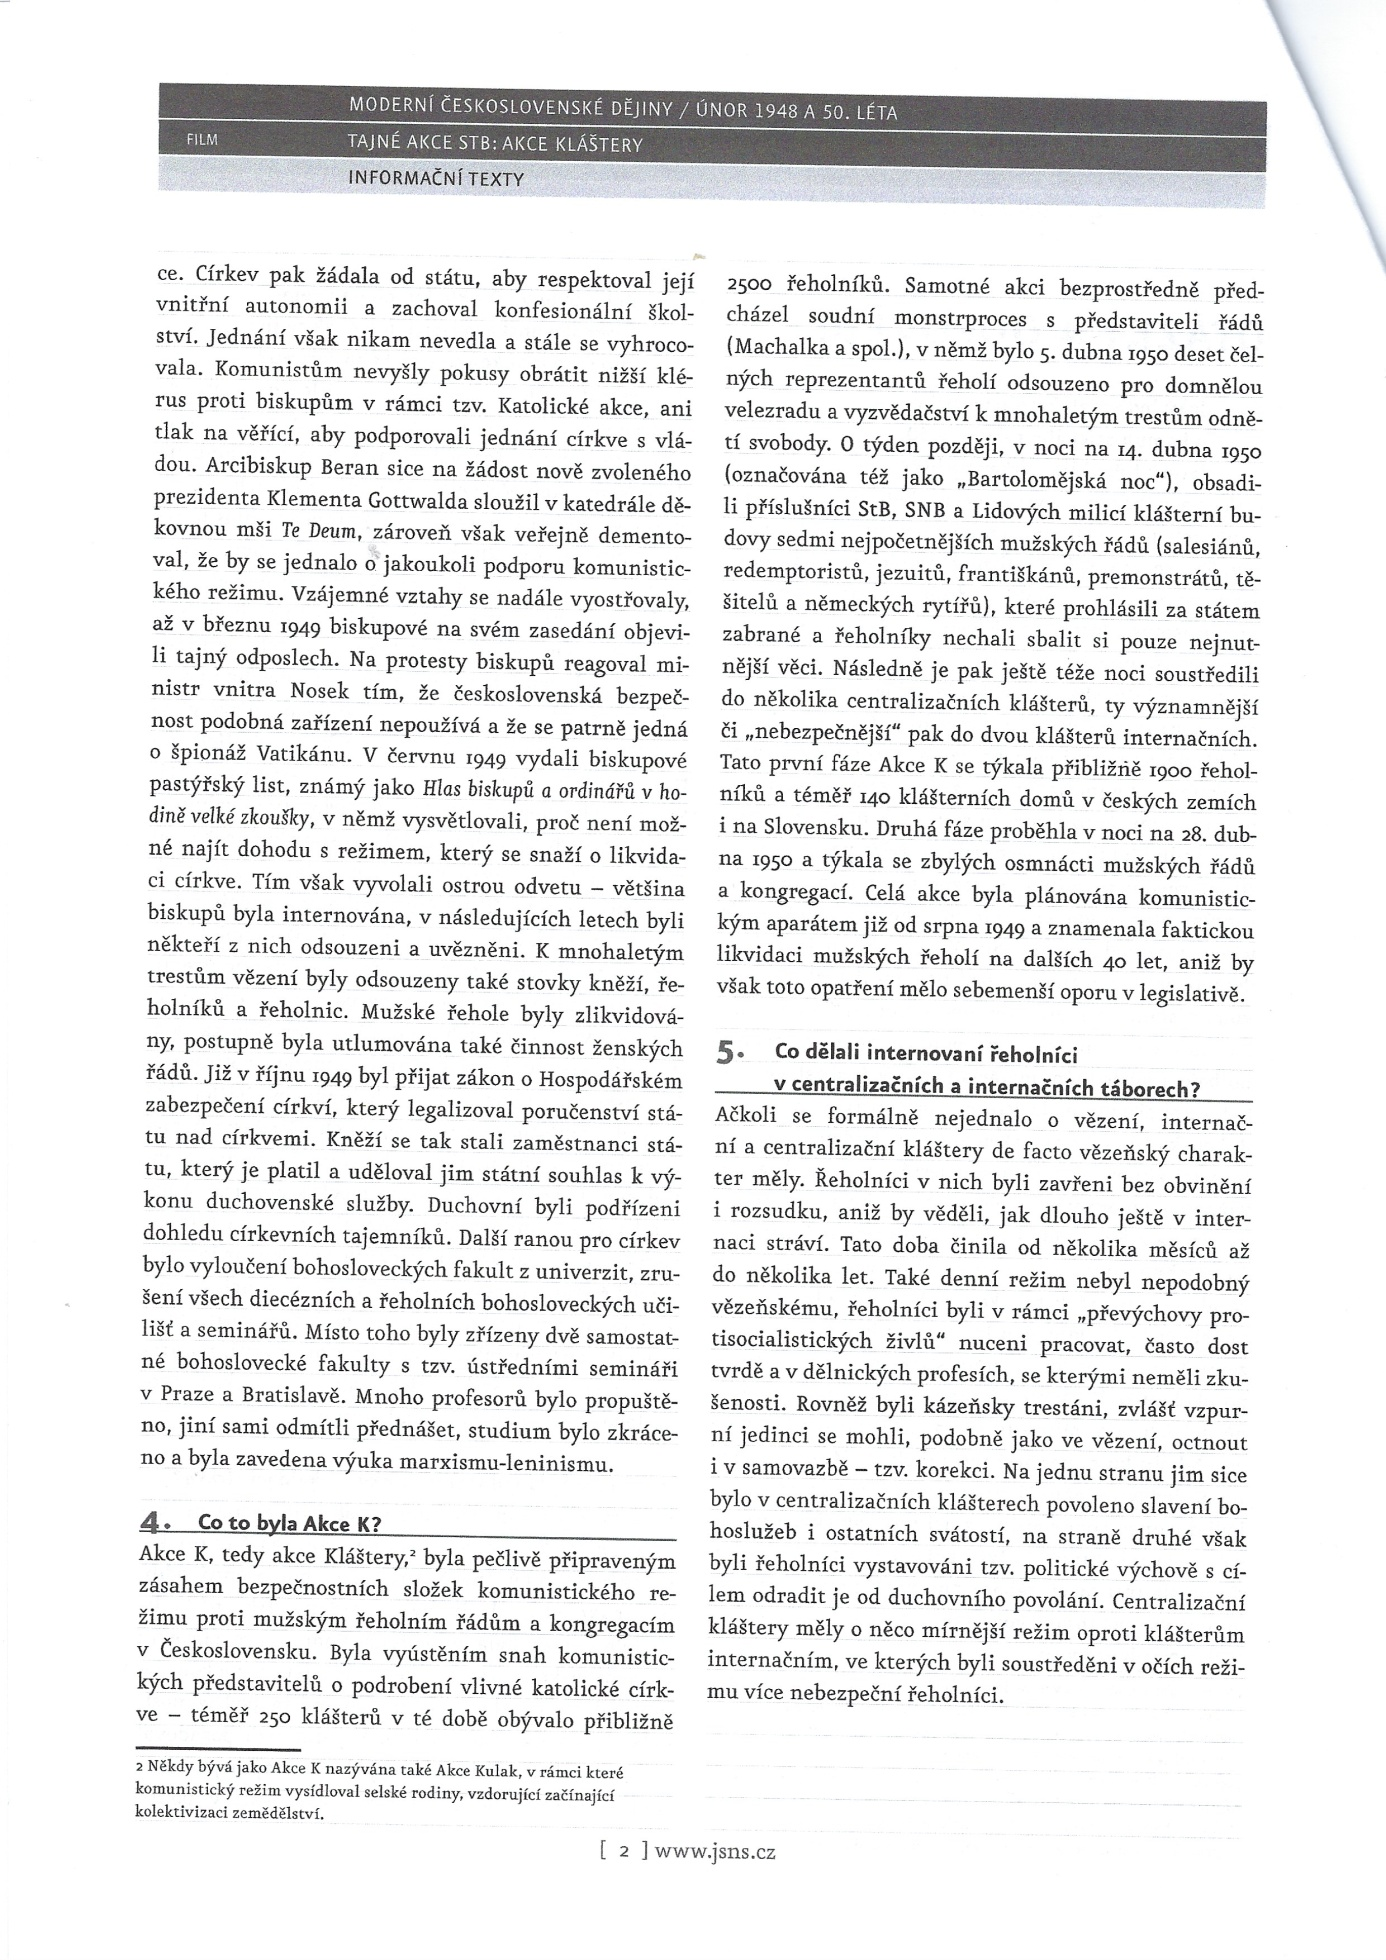 MODERNÍ ČESKOSLOVENSKÉ DĚJINY / ÚNOR 1948 A 50. LÉTA
FILM
TAJNÉ AKCE STB: AKCE KLÁŠTERY
INFORMAČNÍ TEXTY
ce. Církev pak žádala od státu, aby respektoval její
vnitřní autonomii a zachoval konfesionální škol-
ství. Jednání však nikam nevedla a stále se vyhroco-
vala. Komunistům nevyšly pokusy obrátit nižší klé-
rus proti biskupům v rámci tzv. Katolické akce, ani
tlak na věřící, aby podporovali jednání církve s vlá-
dou. Arcibiskup Beran sice na žádost nově zvoleného
prezidenta Klementa Gottwalda sloužil v katedrále dě-
kovnou mši Te Deum, zároveň však veřejně demento-
val, že by se jednalo o jakoukoli podporu komunistic-
kého režimu. Vzájemné vztahy se nadále vyostřovaly,
až v březnu 1949 biskupové na svém zasedání objevi-
li tajný odposlech. Na protesty biskupů reagoval mi-
nistr vnitra Nosek tím, že československá bezpeč-
nost podobná zařízení nepoužívá a že se patrně jedná
o špionáž Vatikánu. V červnu 1949 vydali biskupové
pastýřský list, známý jako Hlas biskupů a ordinářů v ho-
dině velké zkoušky, v němž vysvětlovali, proč není mož-
né najít dohodu s režimem, který se snaží o likvida-
ci církve. Tím však vyvolali ostrou odvetu – většina
biskupů byla internována, v následujících letech byli
někteří z nich odsouzeni a uvězněni. K mnohaletým
trestům vězení byly odsouzeny také stovky kněží, ře-
holníků a řeholnic. Mužské řehole byly zlikvidová-
ny, postupně byla utlumována také činnost ženských
řádů. Již v říjnu 1949 byl přijat zákon o Hospodářském
zabezpečení církví, který legalizoval poručenství stá-
tu nad církvemi. Kněží se tak stali zaměstnanci stá-
tu, který je platil a uděloval jim státní souhlas k vý-
konu duchovenské služby. Duchovní byli podřízeni
dohledu církevních tajemníků. Další ranou pro církev
bylo vyloučení bohosloveckých fakult z univerzit, zru-
šení všech diecézních a řeholních bohosloveckých uči-
lišť a seminářů. Místo toho byly zřízeny dvě samostat-
né bohoslovecké fakulty s tzv. ústředními semináři
v Praze a Bratislavě. Mnoho profesorů bylo propuště-
no, jiní sami odmítli přednášet, studium bylo zkráce-
no a byla zavedena výuka marxismu-leninismu.
4. Co to byla Akce K?
Akce K, tedy akce Kláštery,² byla pečlivě připraveným
zásahem bezpečnostních složek komunistického re-
žimu proti mužským řeholním řádům a kongregacím
v Československu. Byla vyústěním snah komunistic-
kých představitelů o podrobení vlivné katolické círk-
ve – téměř 250 klášterů v té době obývalo přibližně
2 Někdy bývá jako Akce K nazývána také Akce Kulak, v rámci které
komunistický režim vysídloval selské rodiny, vzdorující začínající
kolektivizaci zemědělství.
2500 řeholníků. Samotné akci bezprostředně před-
cházel soudní monstrproces s představiteli řádů
(Machalka a spol.), v němž bylo 5. dubna 1950 deset čel-
ných reprezentantů řeholí odsouzeno pro domnělou
velezradu a vyzvědačství k mnohaletým trestům odně-
tí svobody. O týden později, v noci na 14. dubna 1950
(označována též jako „Bartolomějská noc“), obsadi-
li příslušníci StB, SNB a Lidových milicí klášterní bu-
dovy sedmi nejpočetnějších mužských řádů (salesiánů,
redemptoristů, jezuitů, františkánů, premonstrátů, tě-
šitelů a německých rytířů), které prohlásili za státem
zabrané a řeholníky nechali sbalit si pouze nejnut-
nější věci. Následně je pak ještě téže noci soustředili
do několika centralizačních klášterů, ty významnější
či „nebezpečnější“ pak do dvou klášterů internačních.
Tato první fáze Akce K se týkala přibližně 1900 řehol-
níků a téměř 140 klášterních domů v českých zemích
i na Slovensku. Druhá fáze proběhla v noci na 28. dub-
na 1950 a týkala se zbylých osmnácti mužských řádů
a kongregací. Celá akce byla plánována komunistic-
kým aparátem již od srpna 1949 a znamenala faktickou
likvidaci mužských řeholí na dalších 40 let, aniž by
však toto opatření mělo sebemenší oporu v legislativě.
5. Co dělali internovaní řeholníci
v centralizačních a internačních táborech?
Ačkoli se formálně nejednalo o vězení, internač-
ní a centralizační kláštery de facto vězeňský charak-
ter měly. Řeholníci v nich byli zavřeni bez obvinění
i rozsudku, aniž by věděli, jak dlouho ještě v inter-
naci stráví. Tato doba činila od několika měsíců až
do několika let. Také denní režim nebyl nepodobný
vězeňskému, řeholníci byli v rámci „převýchovy pro-
tisocialistických živlů“ nuceni pracovat, často dost
tvrdě a v dělnických profesích, se kterými neměli zku-
šenosti. Rovněž byli kázeňsky trestáni, zvlášť vzpur-
ní jedinci se mohli, podobně jako ve vězení, octnout
i v samovazbě – tzv. korekci. Na jednu stranu jim sice
bylo v centralizačních klášterech povoleno slavení bo-
hoslužeb i ostatních svátostí, na straně druhé však
byli řeholníci vystavováni tzv. politické výchově s cí-
lem odradit je od duchovního povolání. Centralizační
kláštery měly o něco mírnější režim oproti klášterům
internačním, ve kterých byli soustředěni v očích reži-
mu více nebezpeční řeholníci.
[ 2 ] www.jsns.cz